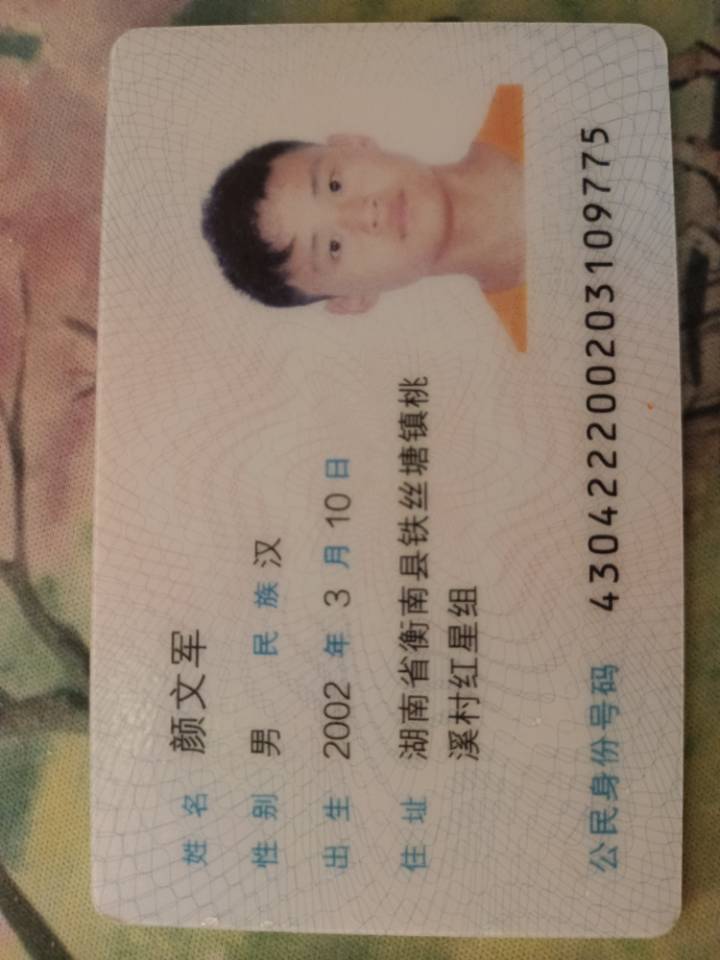 姓名 颜文军
性别 男 民族 汉
出生 2002 年 3 月 10 日
住址 湖南省衡南县铁丝塘镇桃
溪村红星组
公民身份号码 430422200203109775